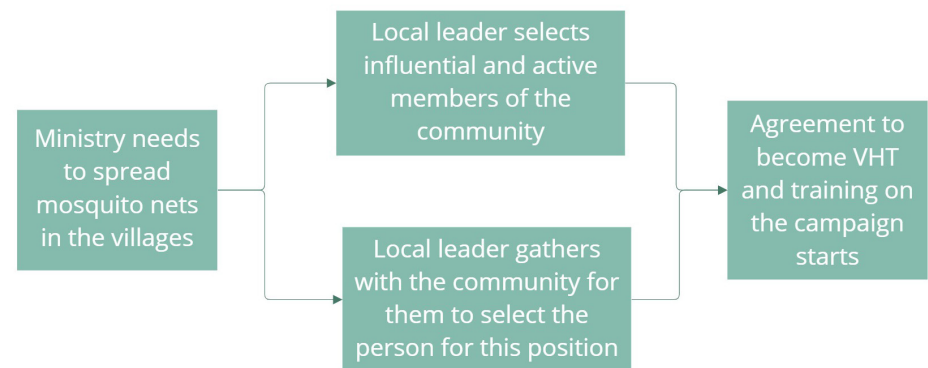 Ministry needs
to spread
mosquito nets
in the villages
Local leader selects
influential and active
members of the
community
Local leader gathers
with the community for
them to select the
person for this position
Agreement to
become VHT
and training on
the campaign
starts